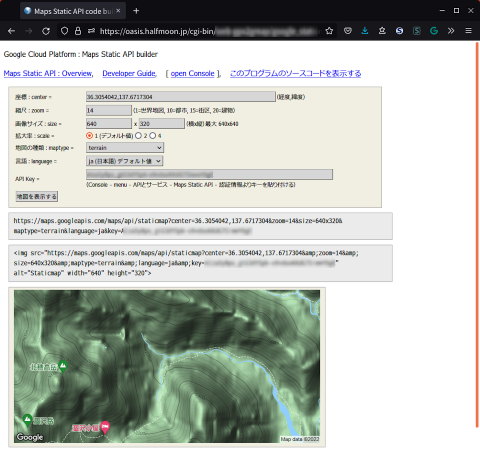 Maps Static API code bui
https://oasis.halfmoon.jp/cgi-bin/
Google Cloud Platform : Maps Static API builder
Maps Static API : Overview, Developer Guide, [ open Console ], このプログラムのソースコードを表示する
座標 : center = 36.3054042,137.6717304 (経度,緯度)
縮尺 : zoom = 14 (1:世界地図, 10=都市, 15=街区, 20=建物)
画像サイズ : size = 640 x 320 (横x縦) 最大 640x640
拡大率 : scale = 1 (デフォルト値) 2 4
地図の種類 : maptype = terrain
言語 : language = ja (日本語) デフォルト値
API Key =
(Console - menu - APIとサービス - Maps Static API - 認証情報よりキーを貼り付ける)
地図を表示する
https://maps.googleapis.com/maps/api/staticmap?center=36.3054042,137.6717304&zoom=14&size=640x320&
maptype=terrain&language=ja&key=
<img src="https://maps.googleapis.com/maps/api/staticmap?center=36.3054042,137.6717304&amp;zoom=14&amp;
size=640x320&amp;maptype=terrain&amp;language=ja&amp;key="
alt="Staticmap" width="640" height="320">
北穂高岳
涸沢岳
涸沢小屋
Google
Map data ©2022